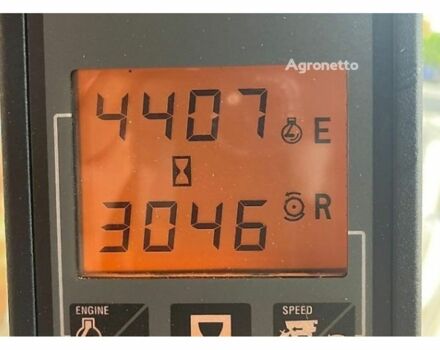 Agronetto
4407 E
3046 R
ENGINE SPEED